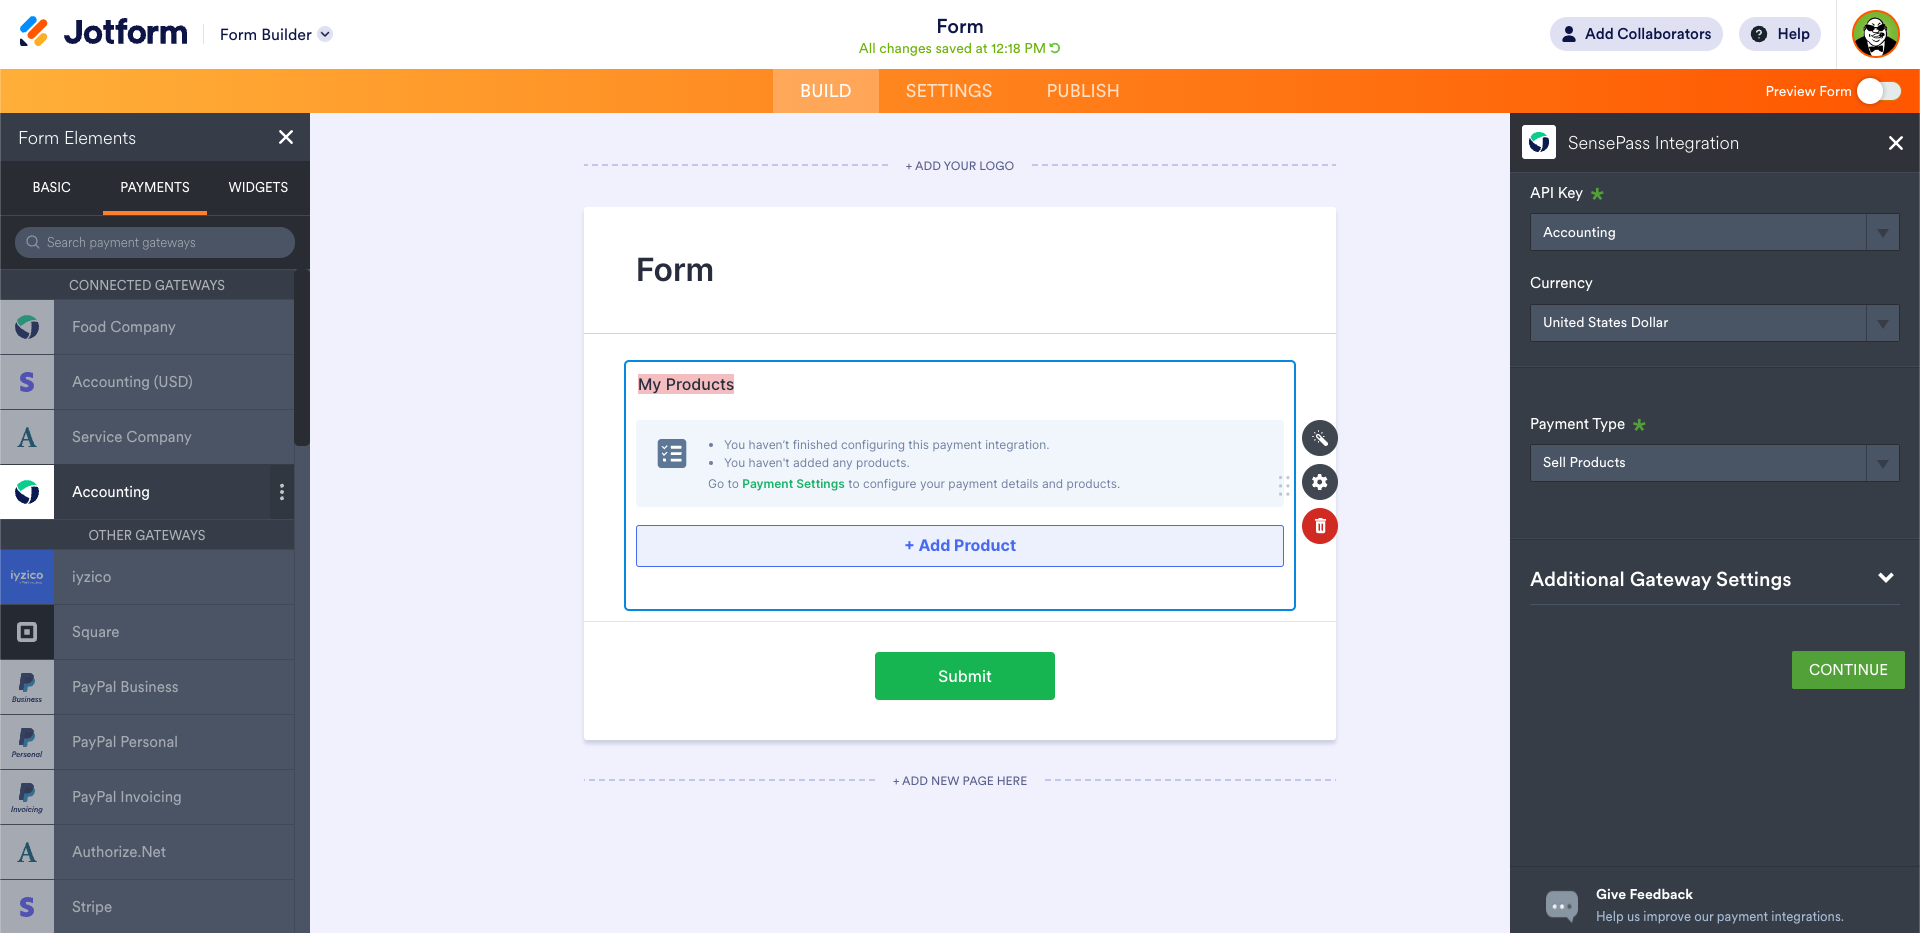 Jotform
Form Builder
Form
All changes saved at 12:18 PM
Add Collaborators
Help
BUILD
SETTINGS
PUBLISH
Preview Form
Form Elements
BASIC
PAYMENTS
WIDGETS
Search payment gateways
CONNECTED GATEWAYS
Food Company
Accounting (USD)
Service Company
Accounting
OTHER GATEWAYS
iyzico
iyzico
Square
Business
PayPal Business
Personal
PayPal Personal
Invoicing
PayPal Invoicing
Authorize.Net
Stripe
+ ADD YOUR LOGO
Form
My Products
• You haven't finished configuring this payment integration.
• You haven't added any products.
Go to Payment Settings to configure your payment details and products.
+ Add Product
Submit
+ ADD NEW PAGE HERE
SensePass Integration
API Key *
Accounting
Currency
United States Dollar
Payment Type *
Sell Products
Additional Gateway Settings
CONTINUE
Give Feedback
Help us improve our payment integrations.